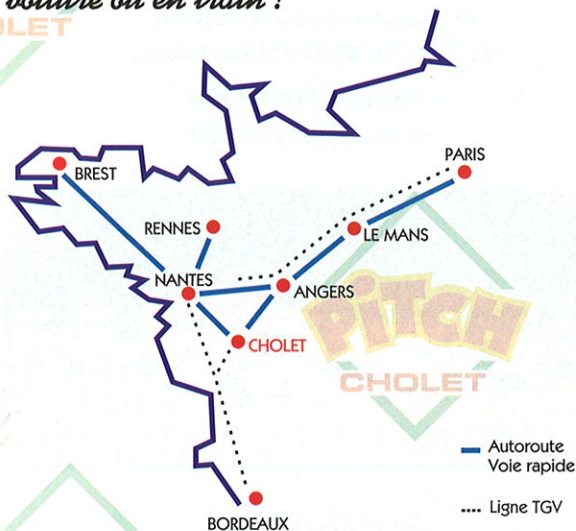 voiture ou en train !
PARIS
BREST
RENNES
LE MANS
NANTES
ANGERS
PiTCH
CHOLET
CHOLET
Autoroute
Voie rapide
Ligne TGV
BORDEAUX